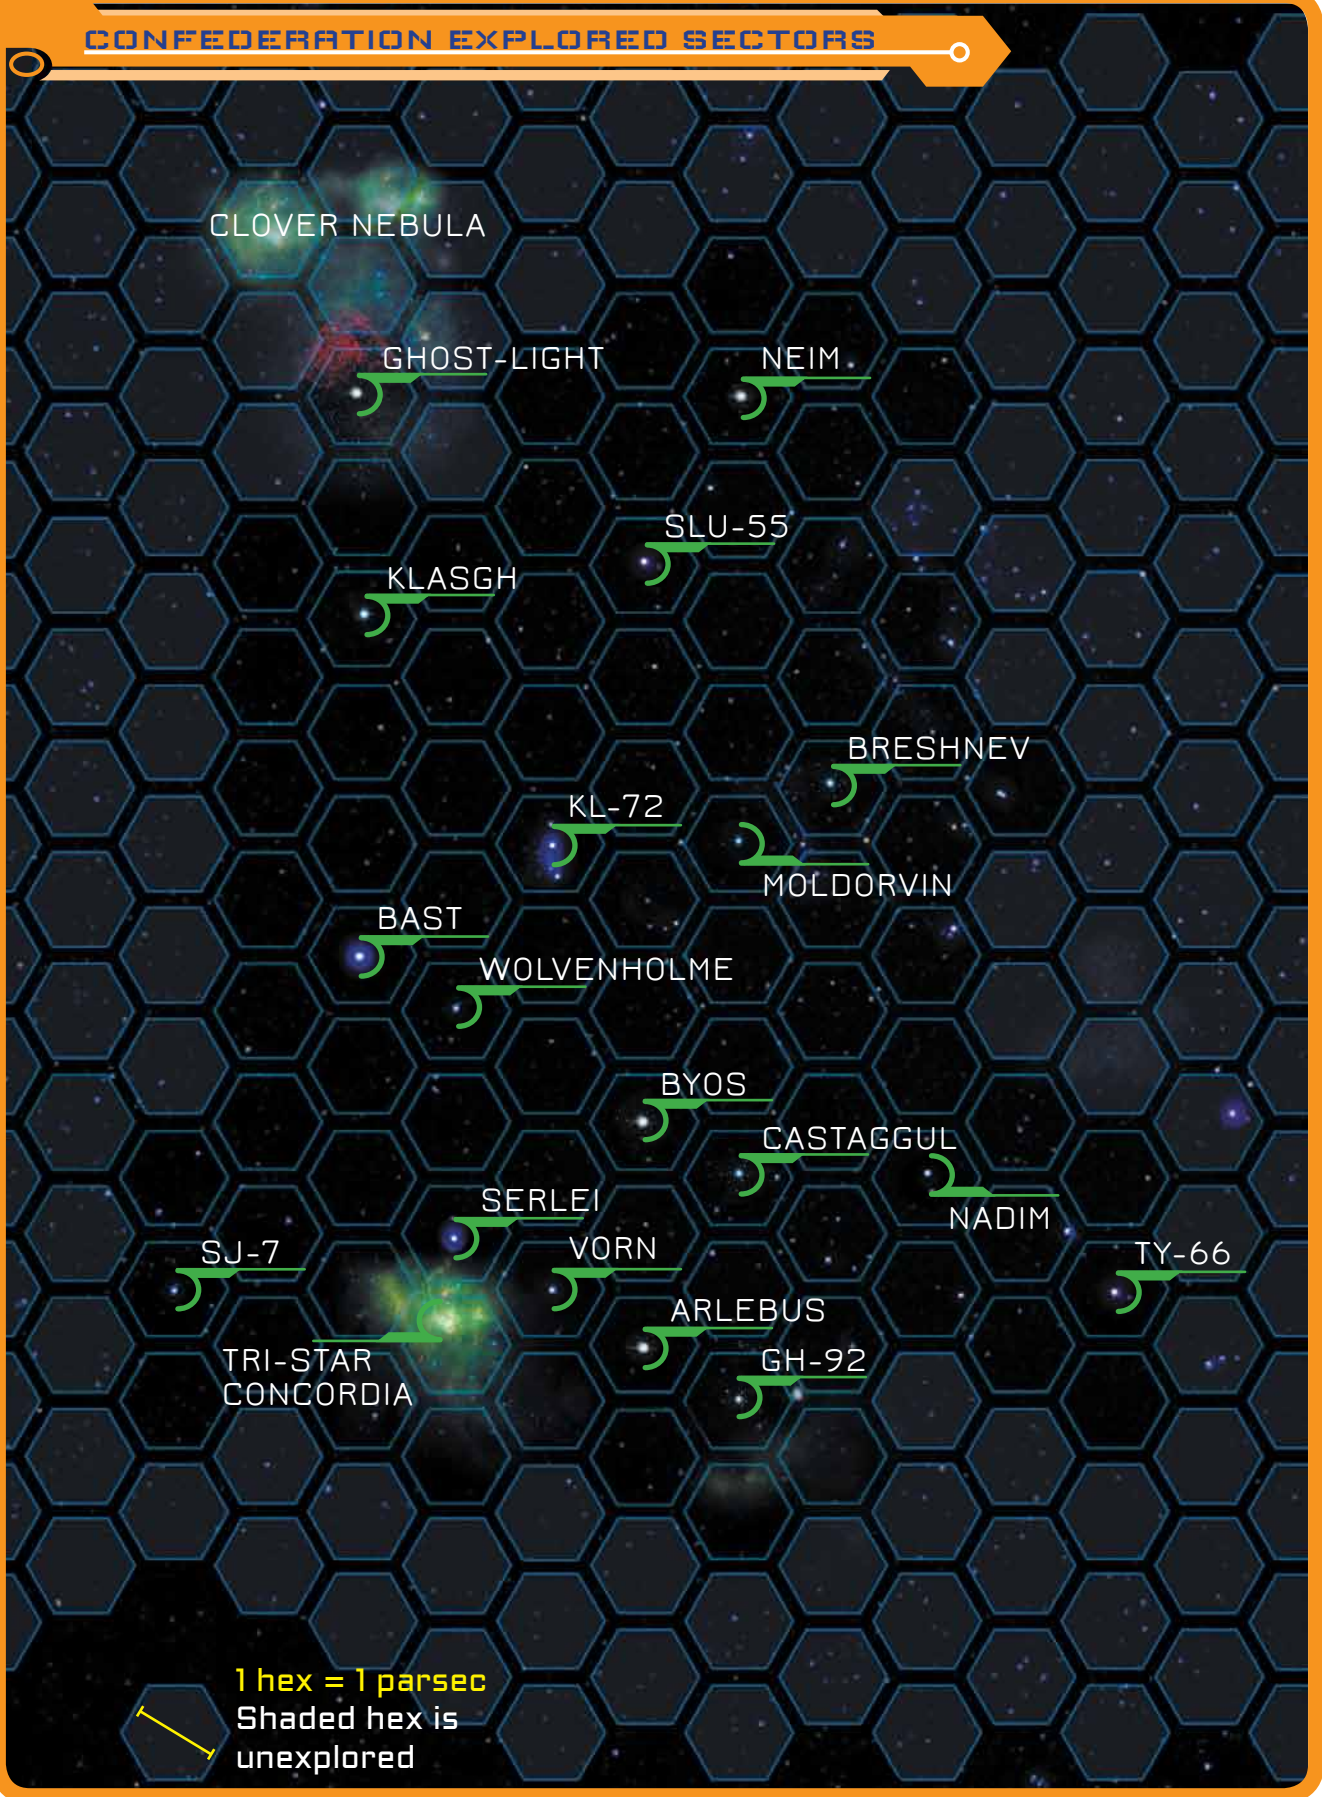 CONFEDERATION EXPLORED SECTORS
CLOVER NEBULA
GHOST-LIGHT
NEIM
SLU-55
KLASGH
BRESHNEV
KL-72
MOLDORVIN
BAST
WOLVENHOLME
BYOS
CASTAGGUL
SERLEI
NADIM
SJ-7
VORN
TY-66
ARLEBUS
TRI-STAR
CONCORDIA
GH-92
1 hex = 1 parsec
Shaded hex is
unexplored